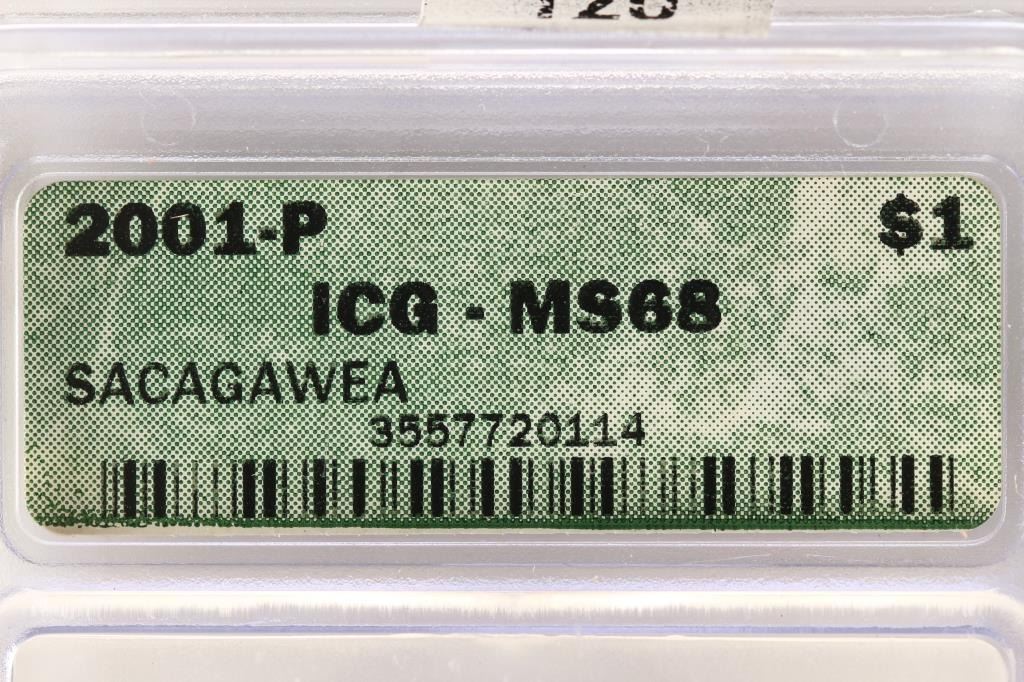 2001-P $1
ICG - MS68
SACAGAWEA
3557720114